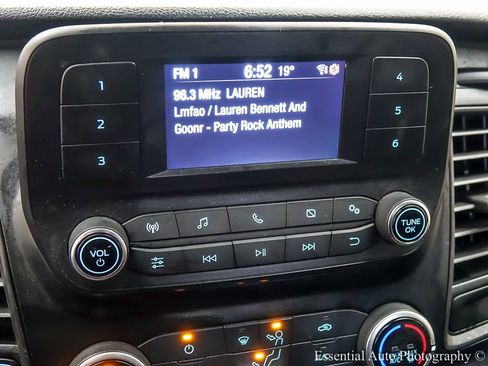 FM 1 6:52 19°
96.3 MHz LAUREN
Lmfao / Lauren Bennett And
Goonr - Party Rock Anthem
1
2
3
4
5
6
VOL
TUNE
OK
Essential Auto Photography